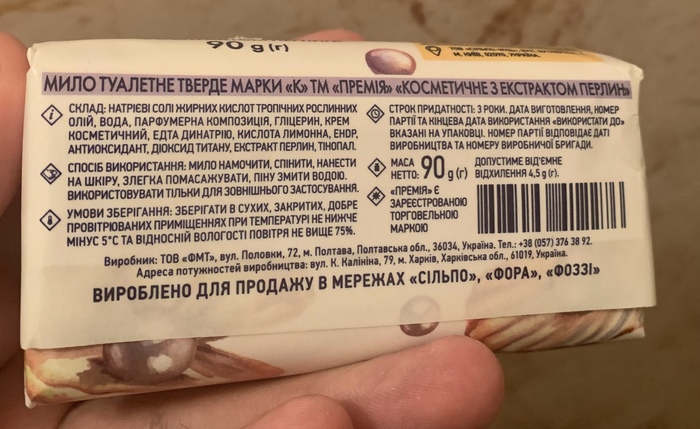 90 g (г)
М. КИЇВ, 02090, УКРАЇНА.
МИЛО ТУАЛЕТНЕ ТВЕРДЕ МАРКИ «К» ТМ «ПРЕМІЯ» «КОСМЕТИЧНЕ З ЕКСТРАКТОМ ПЕРЛИН»
СКЛАД: НАТРІЄВІ СОЛІ ЖИРНИХ КИСЛОТ ТРОПІЧНИХ РОСЛИННИХ
ОЛІЙ, ВОДА, ПАРФУМЕРНА КОМПОЗИЦІЯ, ГЛІЦЕРИН, КРЕМ
КОСМЕТИЧНИЙ, ЕДТА ДИНАТРІЮ, КИСЛОТА ЛИМОННА, ЕНОР,
АНТИОКСИДАНТ, ДІОКСИД ТИТАНУ, ЕКСТРАКТ ПЕРЛИН, ТІНОПАЛ.
СПОСІБ ВИКОРИСТАННЯ: МИЛО НАМОЧИТИ, СПІНИТИ, НАНЕСТИ
НА ШКІРУ, ЗЛЕГКА ПОМАСАЖУВАТИ, ПІНУ ЗМИТИ ВОДОЮ.
ВИКОРИСТОВУВАТИ ТІЛЬКИ ДЛЯ ЗОВНІШНЬОГО ЗАСТОСУВАННЯ.
УМОВИ ЗБЕРІГАННЯ: ЗБЕРІГАТИ В СУХИХ, ЗАКРИТИХ, ДОБРЕ
ПРОВІТРЮВАНИХ ПРИМІЩЕННЯХ ПРИ ТЕМПЕРАТУРІ НЕ НИЖЧЕ
МІНУС 5°С ТА ВІДНОСНІЙ ВОЛОГОСТІ ПОВІТРЯ НЕ ВИЩЕ 75%.
СТРОК ПРИДАТНОСТІ: 3 РОКИ. ДАТА ВИГОТОВЛЕННЯ, НОМЕР
ПАРТІЇ ТА КІНЦЕВА ДАТА ВИКОРИСТАННЯ «ВИКОРИСТАТИ ДО»
ВКАЗАНІ НА УПАКОВЦІ. НОМЕР ПАРТІЇ ВІДПОВІДАЄ ДАТІ
ВИРОБНИЦТВА ТА НОМЕРУ ВИРОБНИЧОЇ БРИГАДИ.
МАСА
НЕТТО: 90 g (г)
ДОПУСТИМЕ ВІД'ЄМНЕ
ВІДХИЛЕННЯ 4,5 g (г).
«ПРЕМІЯ» Є
ЗАРЕЄСТРОВАНОЮ
ТОРГОВЕЛЬНОЮ
МАРКОЮ
Виробник: ТОВ «ФМТ», вул. Половки, 72, м. Полтава, Полтавська обл., 36034, Україна. Тел.: +38 (057) 376 38 92.
Адреса потужностей виробництва: вул. К. Калініна, 79, м. Харків, Харківська обл., 61019, Україна.
ВИРОБЛЕНО ДЛЯ ПРОДАЖУ В МЕРЕЖАХ «СІЛЬПО», «ФОРА», «ФОЗЗІ»